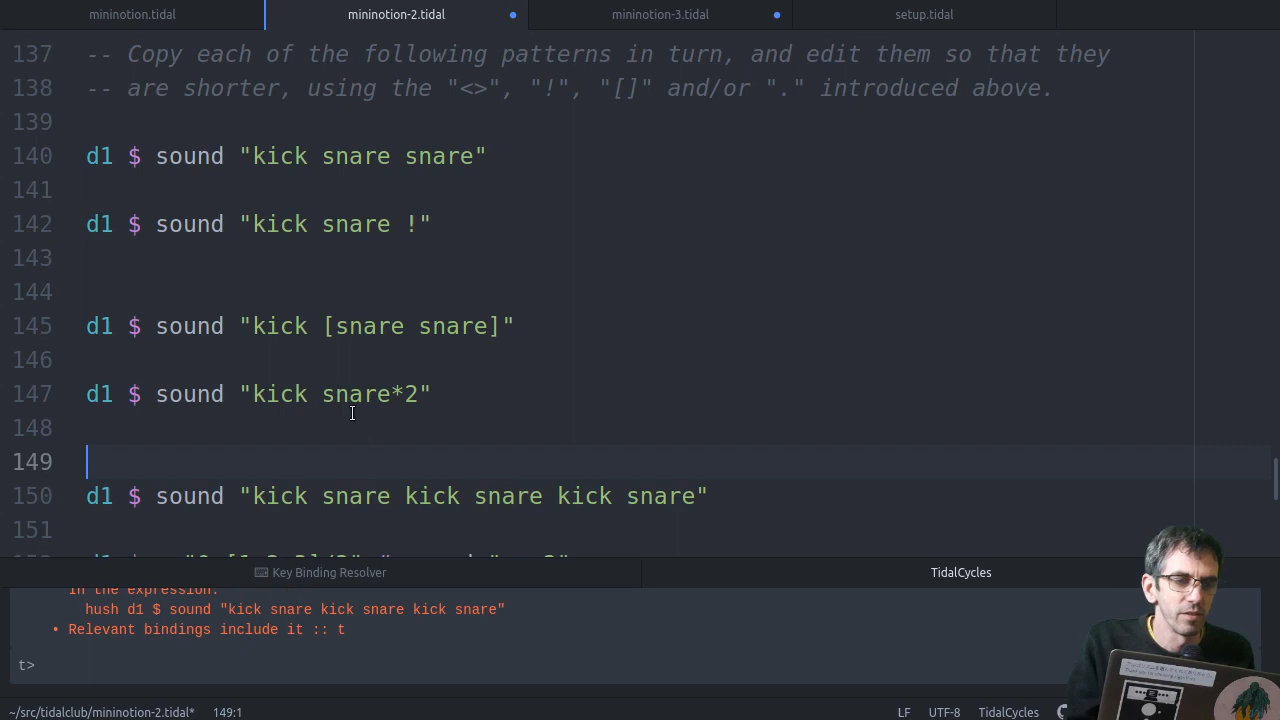 mininotion.tidal
mininotion-2.tidal
mininotion-3.tidal
setup.tidal
137 -- Copy each of the following patterns in turn, and edit them so that they
138 -- are shorter, using the "<>", "!", "[]" and/or "." introduced above.
139
140 d1 $ sound "kick snare snare"
141
142 d1 $ sound "kick snare !"
143
144
145 d1 $ sound "kick [snare snare]"
146
147 d1 $ sound "kick snare*2"
148
149
150 d1 $ sound "kick snare kick snare kick snare"
151
Key Binding Resolver
TidalCycles
In the expression:
hush d1 $ sound "kick snare kick snare kick snare"
• Relevant bindings include it :: t
t>
~/src/tidalclub/mininotion-2.tidal* 149:1
LF UTF-8 TidalCycles